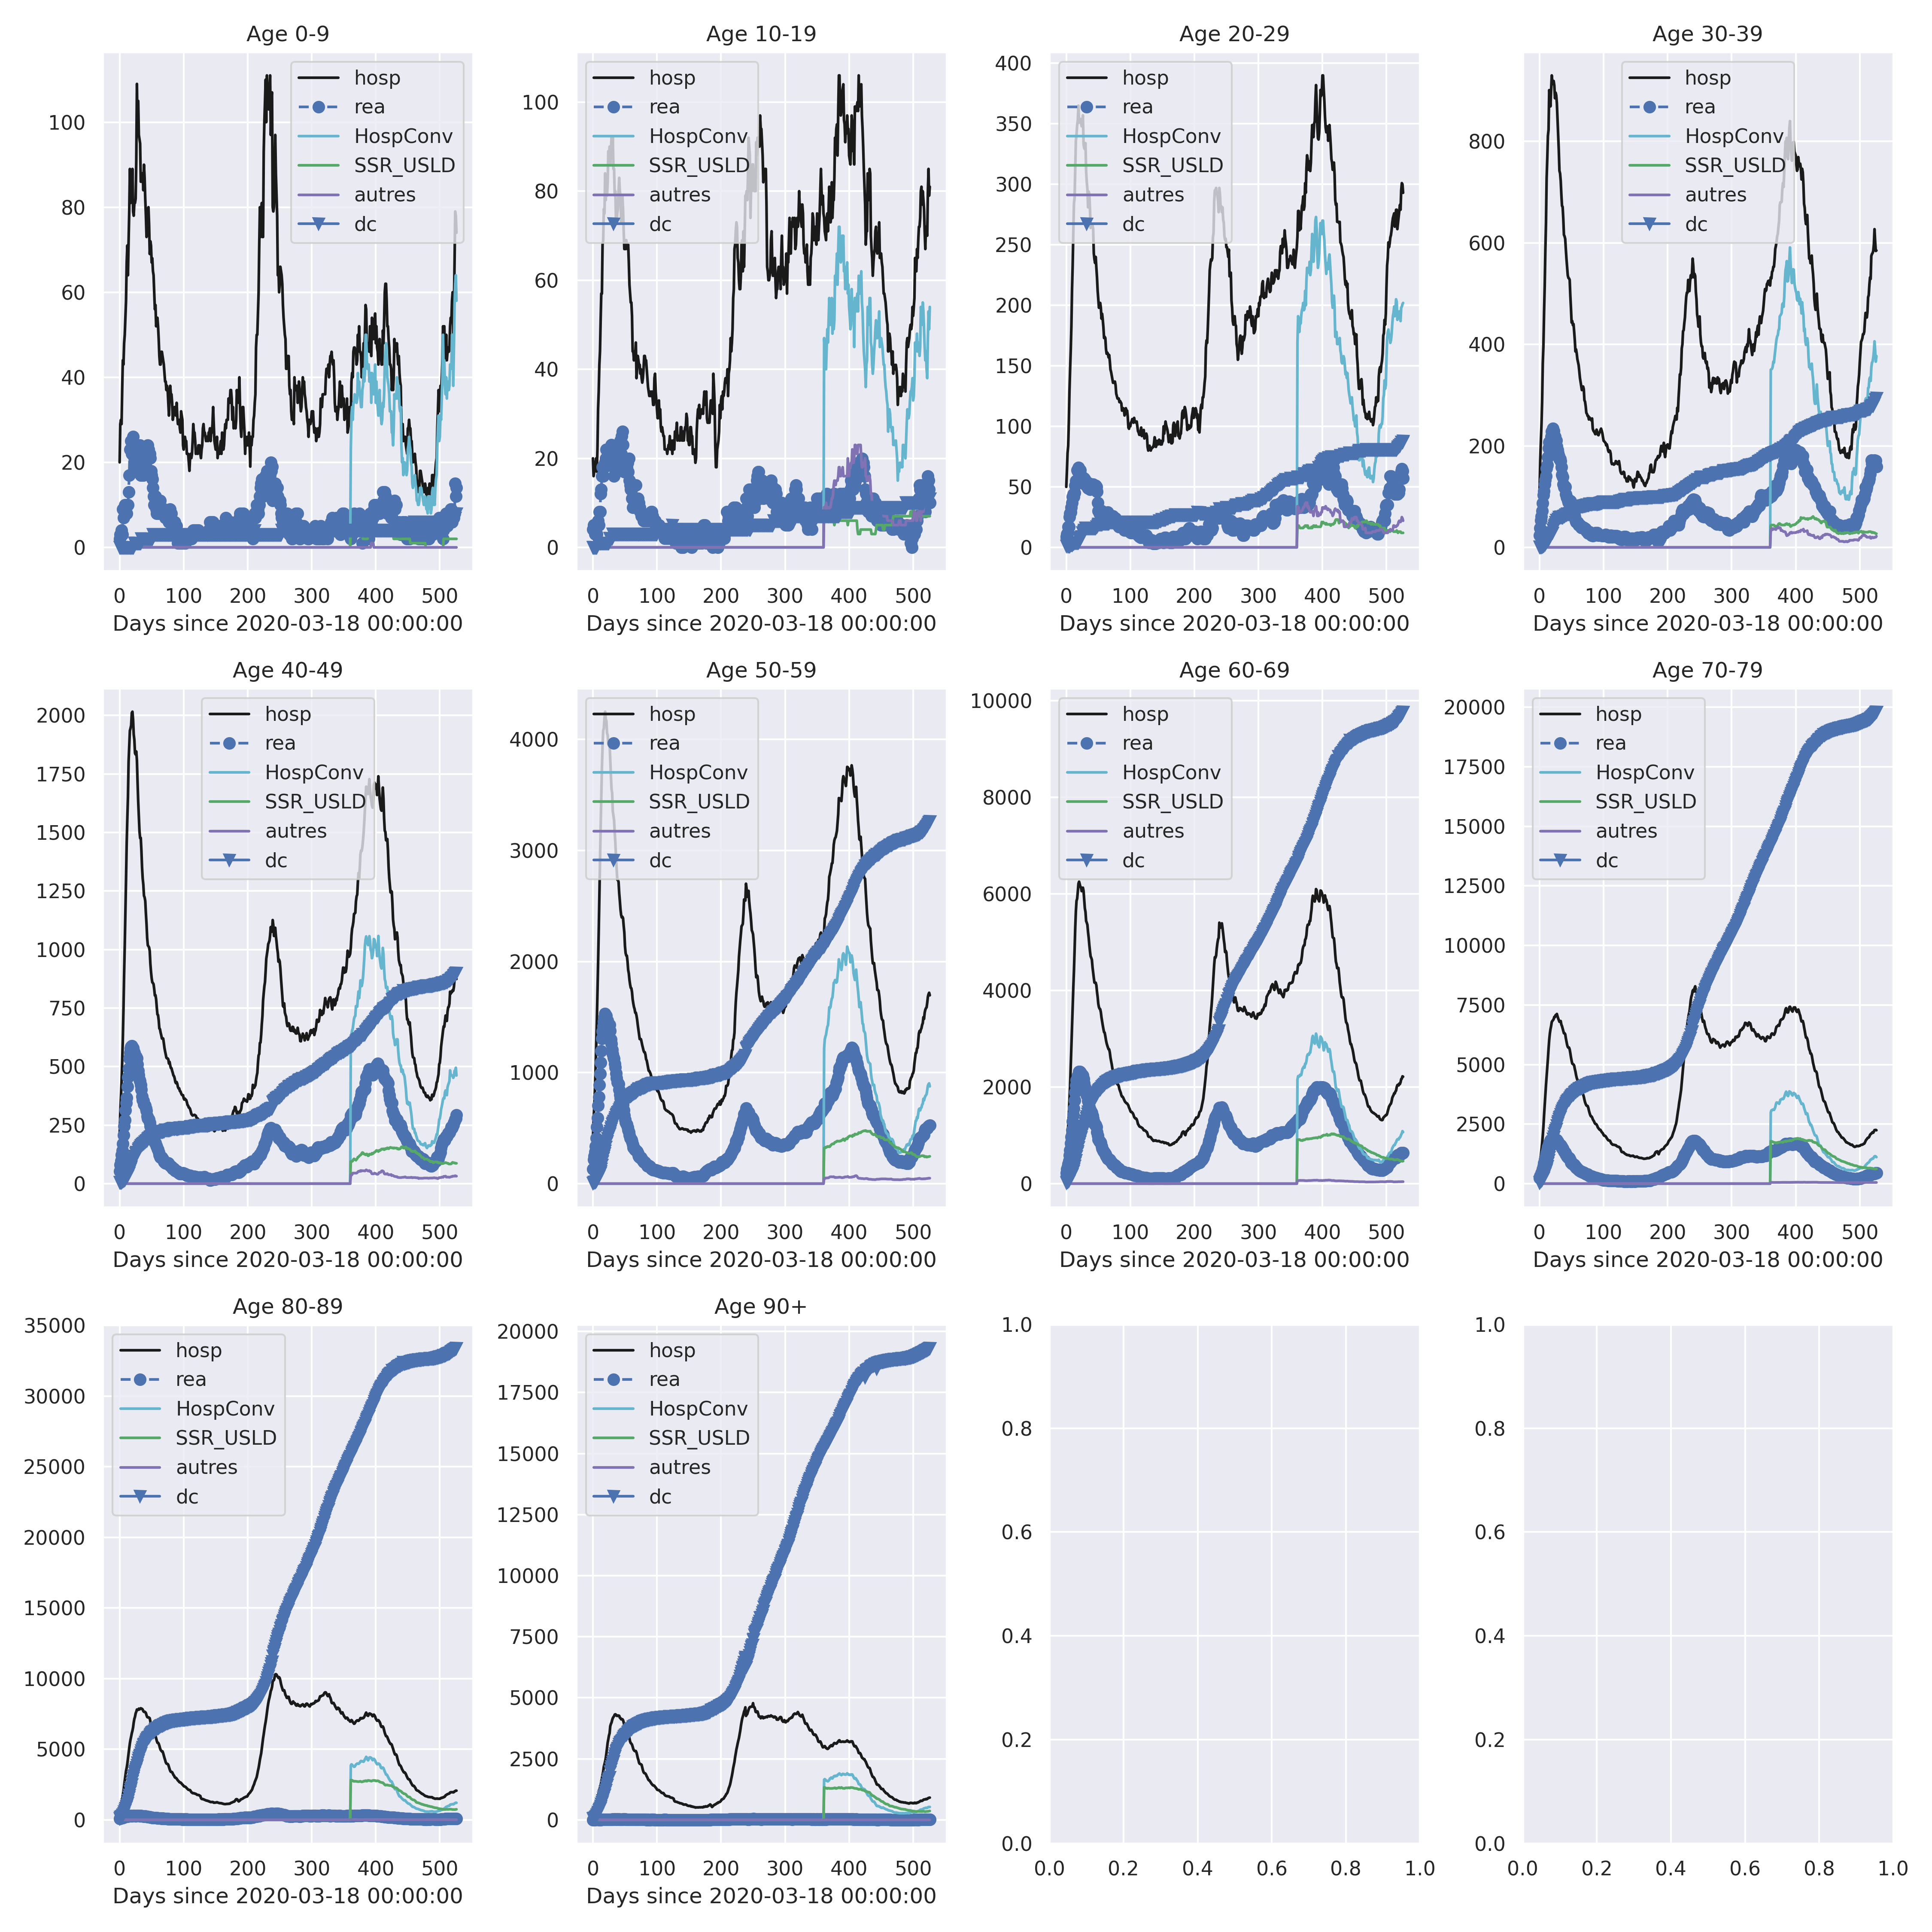 Age 0-9
hosp
rea
HospConv
SSR_USLD
autres
dc
100
80
60
40
20
0
0 100 200 300 400 500
Days since 2020-03-18 00:00:00
Age 10-19
hosp
rea
HospConv
SSR_USLD
autres
dc
100
80
60
40
20
0
0 100 200 300 400 500
Days since 2020-03-18 00:00:00
Age 20-29
hosp
rea
HospConv
SSR_USLD
autres
dc
400
350
300
250
200
150
100
50
0
0 100 200 300 400 500
Days since 2020-03-18 00:00:00
Age 30-39
hosp
rea
HospConv
SSR_USLD
autres
dc
800
600
400
200
0
0 100 200 300 400 500
Days since 2020-03-18 00:00:00
Age 40-49
hosp
rea
HospConv
SSR_USLD
autres
dc
2000
1750
1500
1250
1000
750
500
250
0
0 100 200 300 400 500
Days since 2020-03-18 00:00:00
Age 50-59
hosp
rea
HospConv
SSR_USLD
autres
dc
4000
3000
2000
1000
0
0 100 200 300 400 500
Days since 2020-03-18 00:00:00
Age 60-69
hosp
rea
HospConv
SSR_USLD
autres
dc
10000
8000
6000
4000
2000
0
0 100 200 300 400 500
Days since 2020-03-18 00:00:00
Age 70-79
hosp
rea
HospConv
SSR_USLD
autres
dc
20000
17500
15000
12500
10000
7500
5000
2500
0
0 100 200 300 400 500
Days since 2020-03-18 00:00:00
Age 80-89
hosp
rea
HospConv
SSR_USLD
autres
dc
35000
30000
25000
20000
15000
10000
5000
0
0 100 200 300 400 500
Days since 2020-03-18 00:00:00
Age 90+
hosp
rea
HospConv
SSR_USLD
autres
dc
20000
17500
15000
12500
10000
7500
5000
2500
0
0 100 200 300 400 500
Days since 2020-03-18 00:00:00
1.0
0.8
0.6
0.4
0.2
0.0
0.0 0.2 0.4 0.6 0.8 1.0
1.0
0.8
0.6
0.4
0.2
0.0
0.0 0.2 0.4 0.6 0.8 1.0